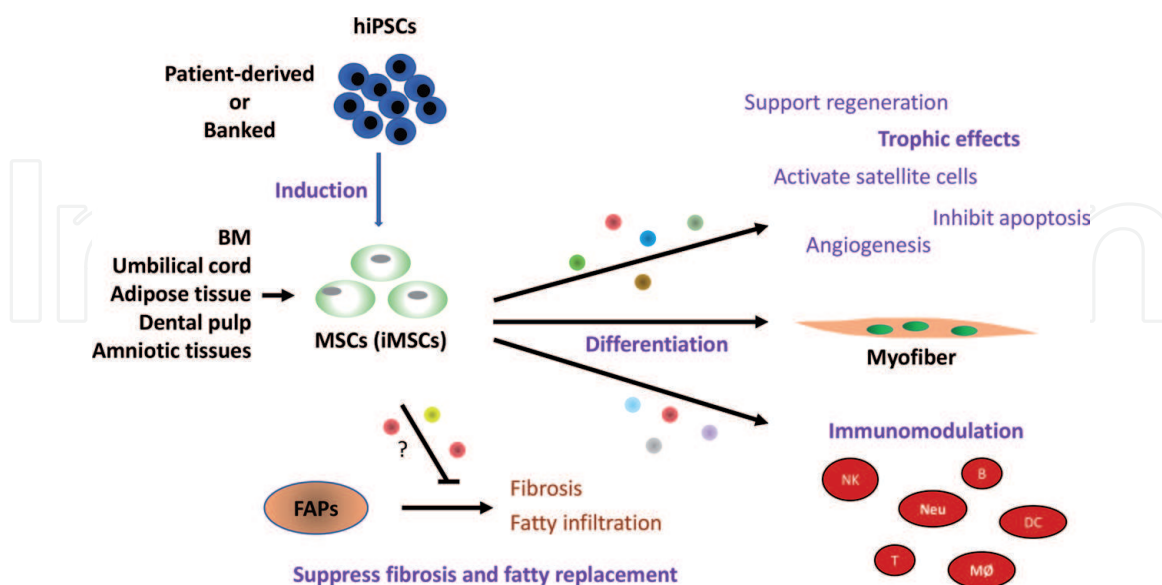 hiPSCs
Patient-derived
or
Banked
Induction
BM
Umbilical cord
Adipose tissue
Dental pulp
Amniotic tissues
MSCs (iMSCs)
Support regeneration
Trophic effects
Activate satellite cells
Inhibit apoptosis
Angiogenesis
Differentiation
Myofiber
Immunomodulation
NK
B
Neu
DC
T
MØ
?
FAPs
Fibrosis
Fatty infiltration
Suppress fibrosis and fatty replacement